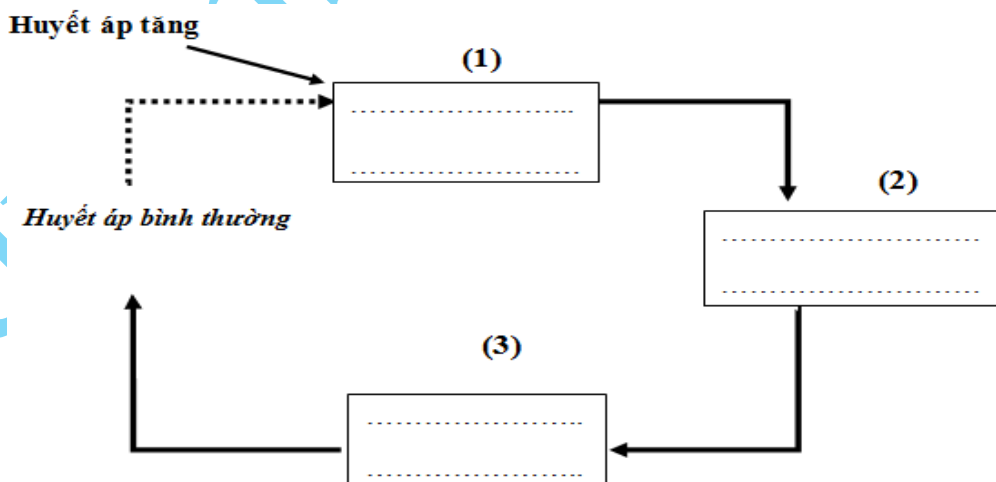 Huyết áp tăng
(1)
(2)
Huyết áp bình thường
(3)